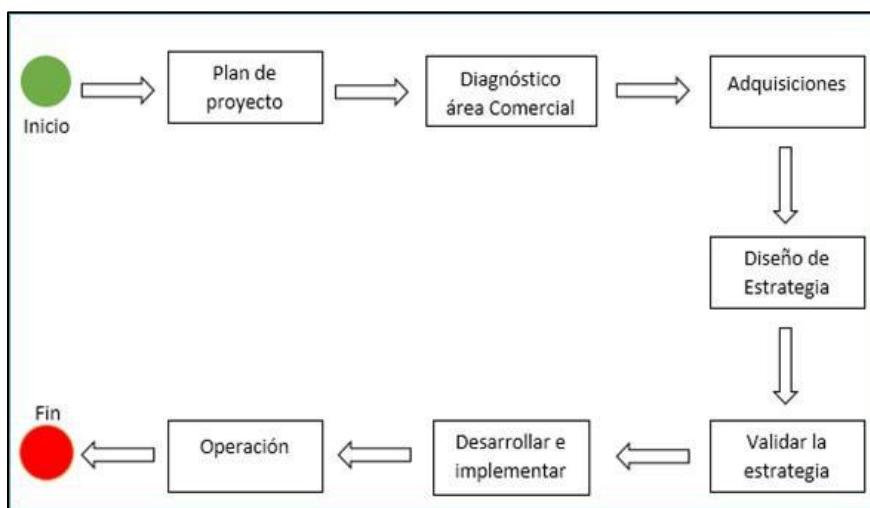 Inicio
Plan de
proyecto
Diagnóstico
área Comercial
Adquisiciones
Diseño de
Estrategia
Validar la
estrategia
Desarrollar e
implementar
Operación
Fin